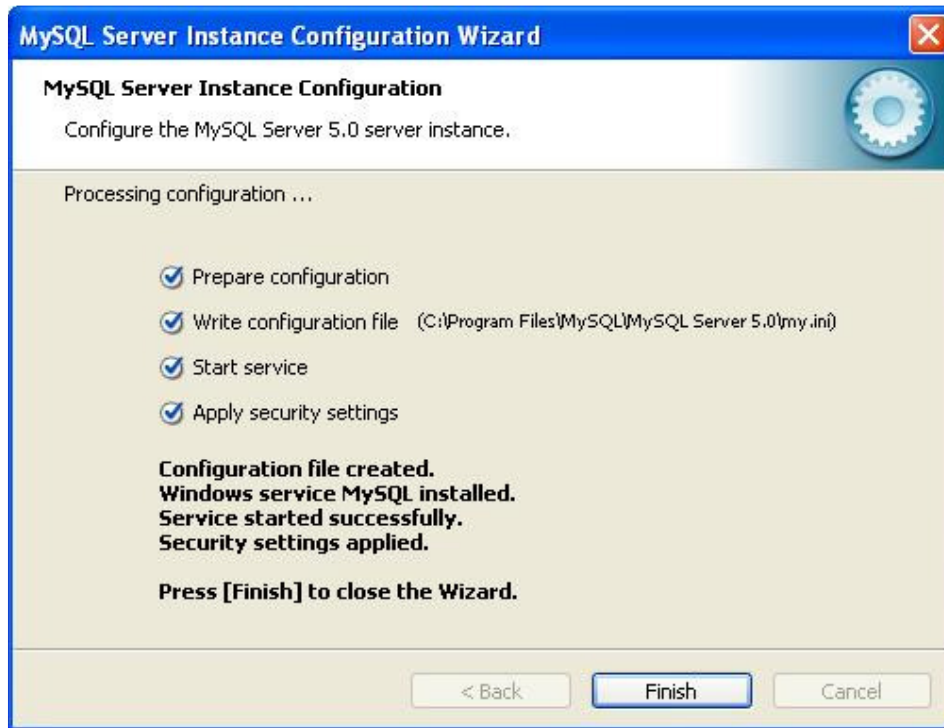 MySQL Server Instance Configuration Wizard
MySQL Server Instance Configuration
Configure the MySQL Server 5.0 server instance.
Processing configuration ...
Prepare configuration
Write configuration file (C:\Program Files\MySQL\MySQL Server 5.0\my.ini)
Start service
Apply security settings
Configuration file created.
Windows service MySQL installed.
Service started successfully.
Security settings applied.
Press [Finish] to close the Wizard.
< Back Finish Cancel